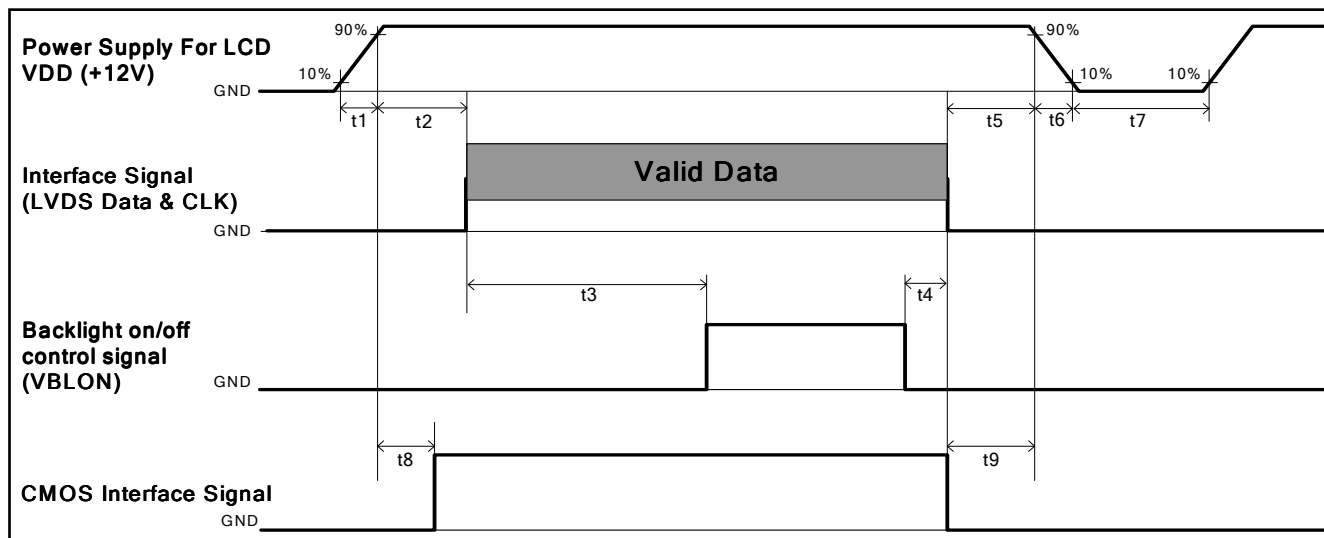 Power Supply For LCD
VDD (+12V)
90%
10%
GND
90%
10%
10%
t1
t2
t5
t6
t7
Interface Signal
(LVDS Data & CLK)
Valid Data
GND
t3
t4
Backlight on/off
control signal
(VBLON)
GND
t8
t9
CMOS Interface Signal
GND